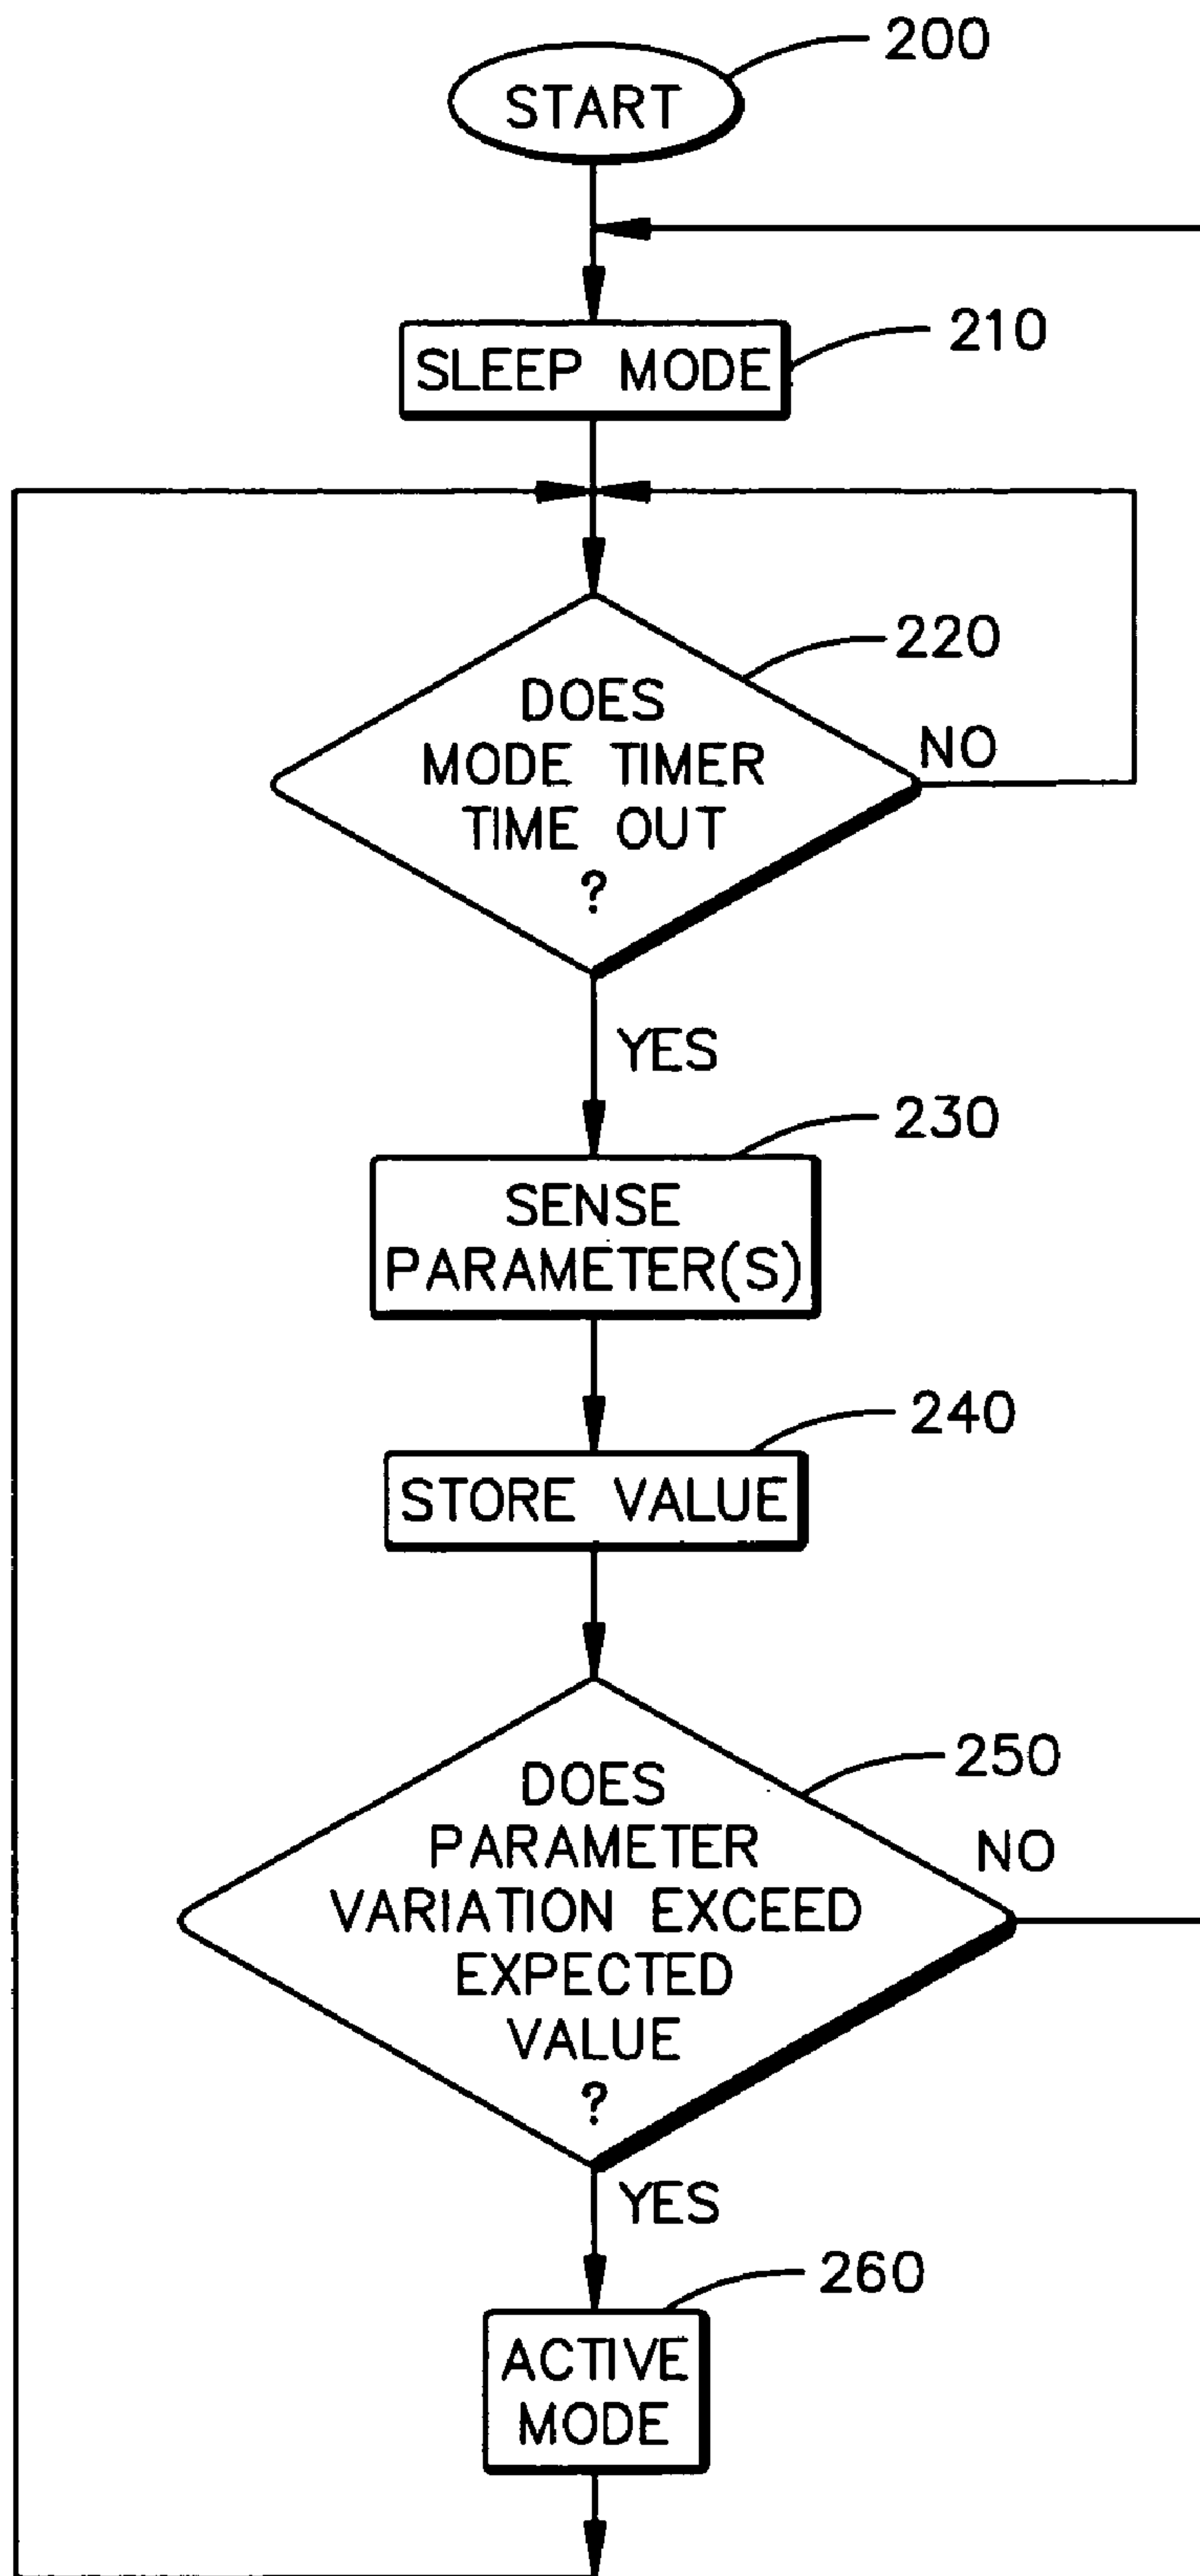 200
START
210
SLEEP MODE
220
DOES
MODE TIMER
TIME OUT
?
NO
YES
230
SENSE
PARAMETER(S)
240
STORE VALUE
250
DOES
PARAMETER
VARIATION EXCEED
EXPECTED
VALUE
?
NO
YES
260
ACTIVE
MODE